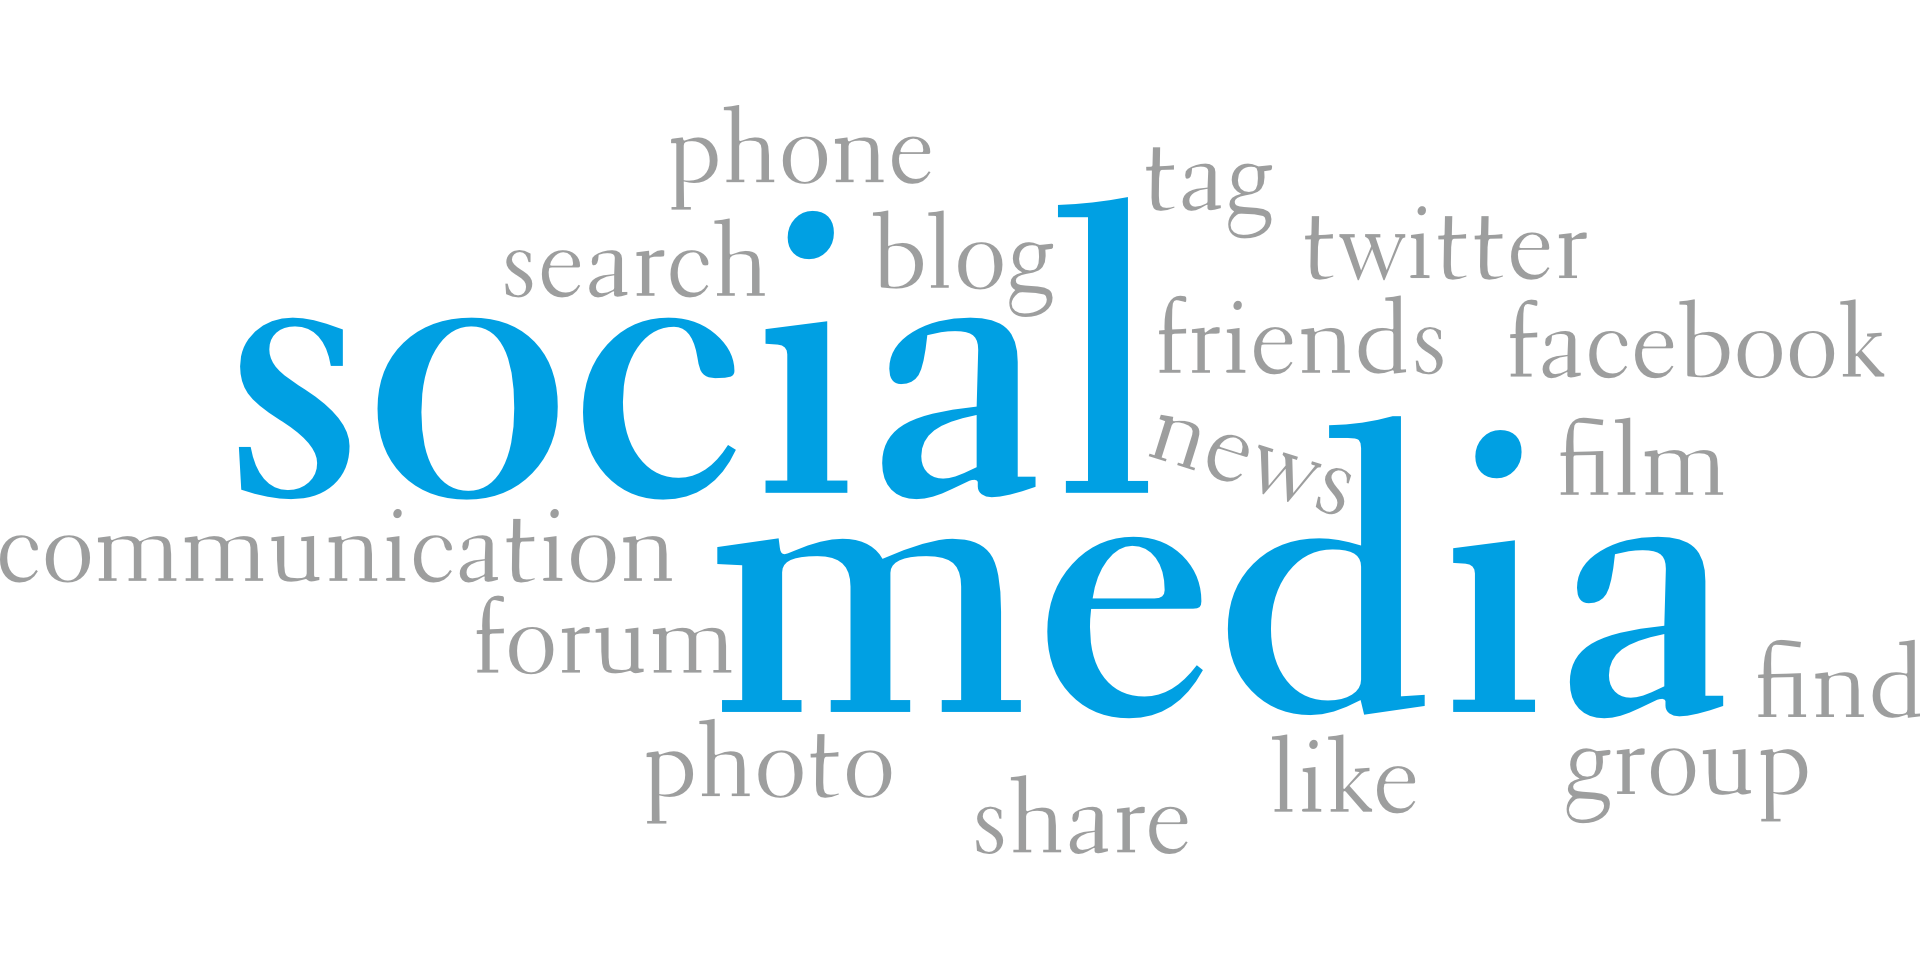 phone
tag
search
blog
twitter
social
friends
facebook
news
film
communication
media
forum
find
photo
like
group
share